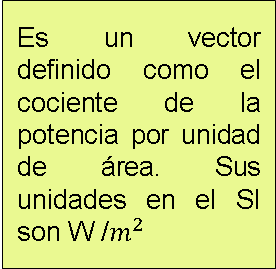 Es un vector
definido como el
cociente de la
potencia por unidad
de área. Sus
unidades en el SI
son W /m²